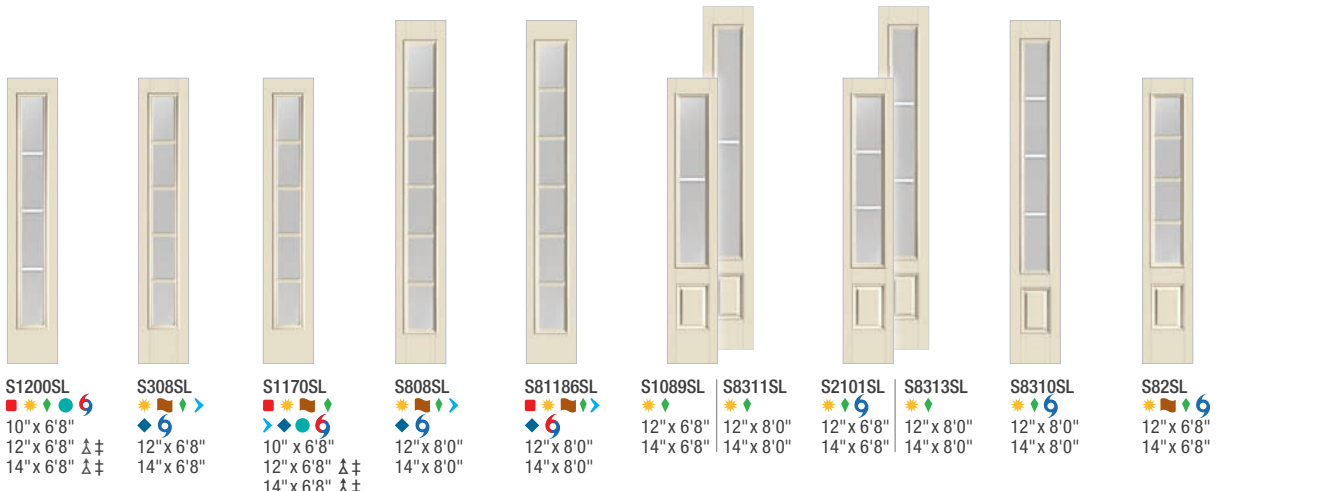 S1200SL
10" x 6'8"
12" x 6'8" ‡
14" x 6'8" ‡
S308SL
12" x 6'8"
14" x 6'8"
S1170SL
10" x 6'8"
12" x 6'8" ‡
14" x 6'8" ‡
S808SL
12" x 8'0"
14" x 8'0"
S81186SL
12" x 8'0"
14" x 8'0"
S1089SL
12" x 6'8"
14" x 6'8"
S8311SL
12" x 8'0"
14" x 8'0"
S2101SL
12" x 6'8"
14" x 6'8"
S8313SL
12" x 8'0"
14" x 8'0"
S8310SL
12" x 8'0"
14" x 8'0"
S82SL
12" x 6'8"
14" x 6'8"